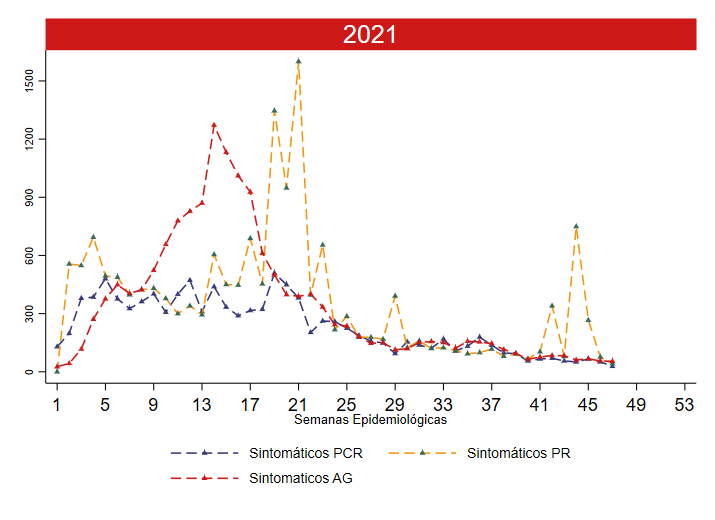 2021
1500
1200
900
600
300
0
1 5 9 13 17 21 25 29 33 37 41 45 49 53
Semanas Epidemiológicas
Sintomáticos PCR Sintomáticos PR
Sintomaticos AG